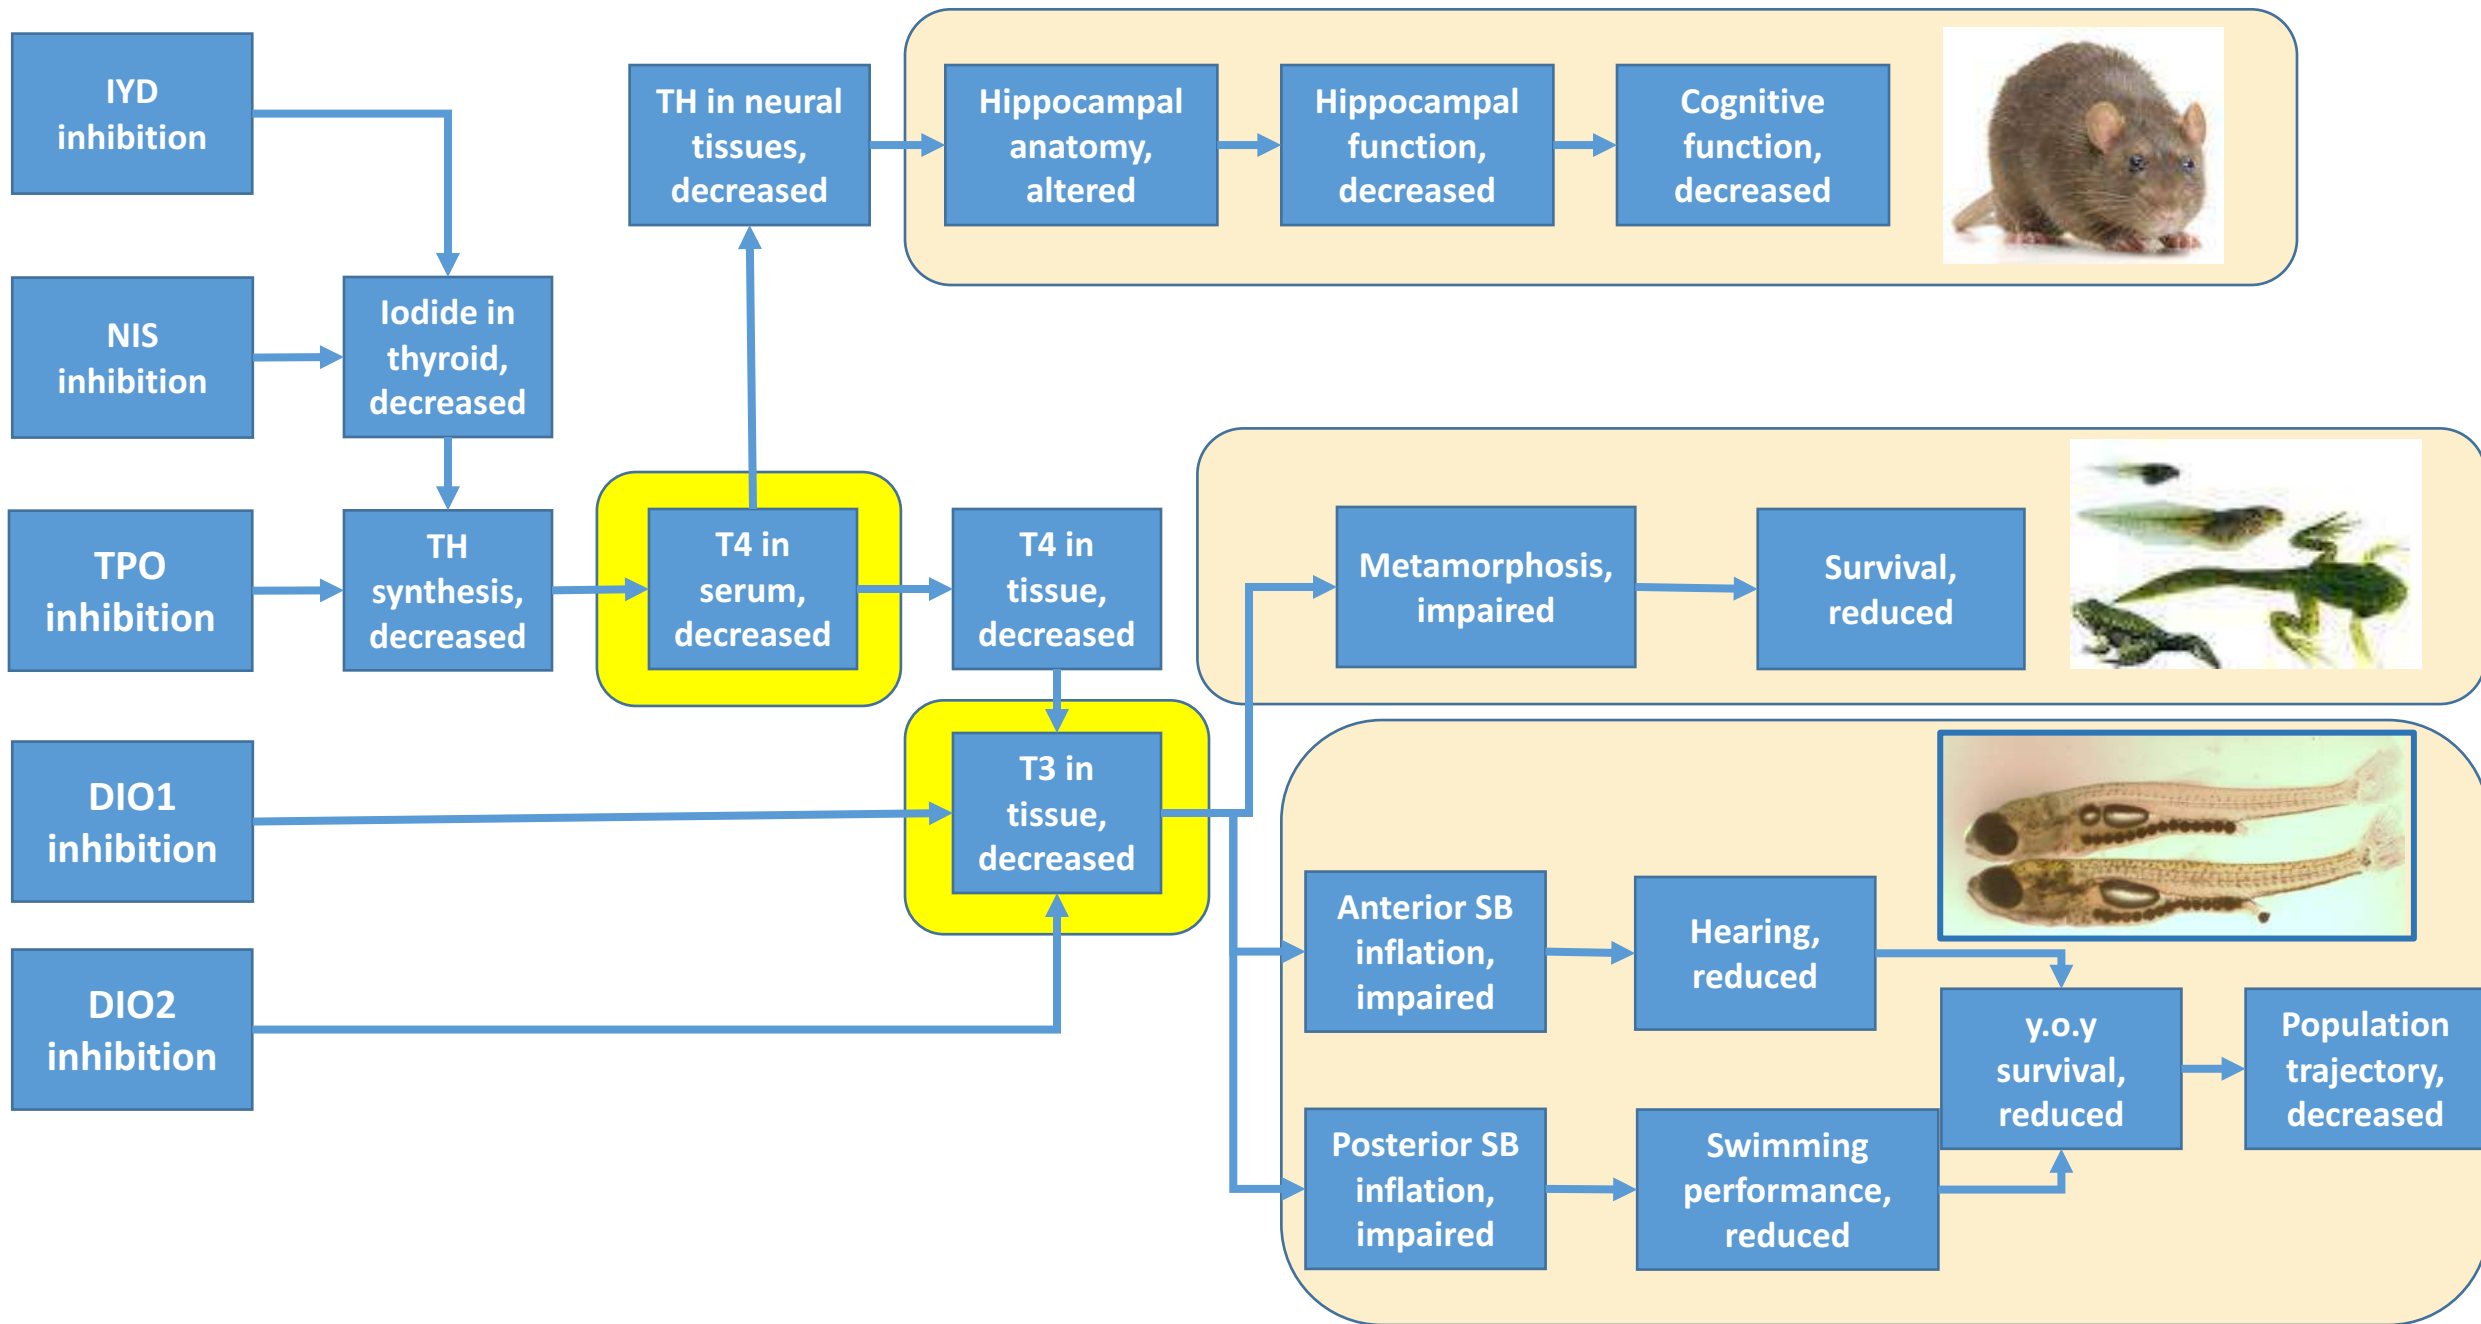 IYD
inhibition
TH in neural
tissues,
decreased
Hippocampal
anatomy,
altered
Hippocampal
function,
decreased
Cognitive
function,
decreased
NIS
inhibition
Iodide in
thyroid,
decreased
TPO
inhibition
TH
synthesis,
decreased
T4 in
serum,
decreased
T4 in
tissue,
decreased
Metamorphosis,
impaired
Survival,
reduced
DIO1
inhibition
T3 in
tissue,
decreased
DIO2
inhibition
Anterior SB
inflation,
impaired
Hearing,
reduced
y.o.y
survival,
reduced
Population
trajectory,
decreased
Posterior SB
inflation,
impaired
Swimming
performance,
reduced